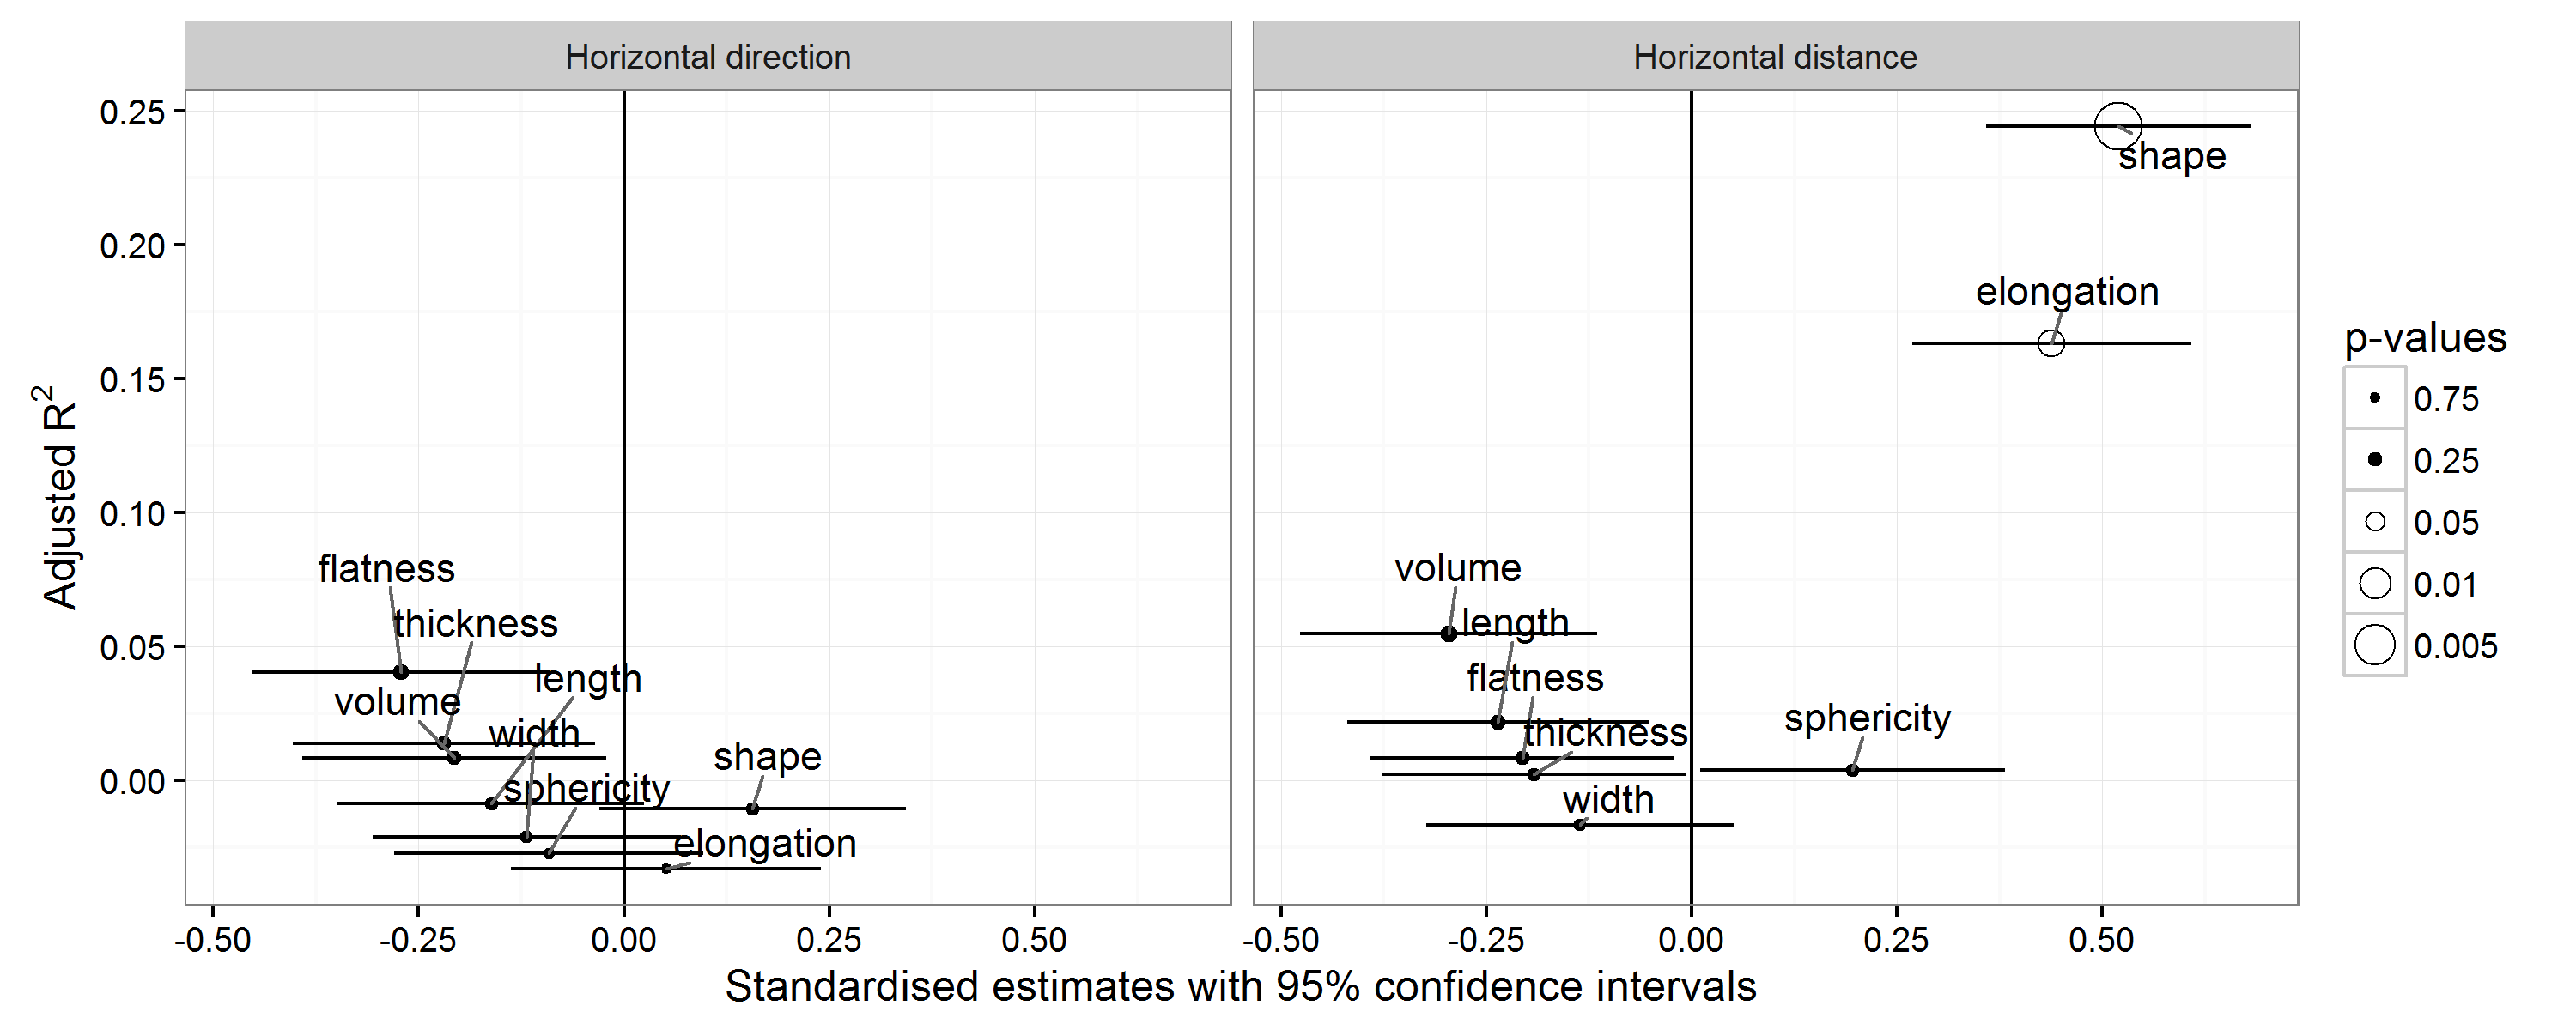 Horizontal direction
Horizontal distance
Adjusted R²
0.25
0.20
0.15
0.10
0.05
0.00
flatness
thickness
length
volume
width
shape
sphericity
elongation
shape
elongation
volume
length
flatness
thickness
sphericity
width
-0.50
-0.25
0.00
0.25
0.50
-0.50
-0.25
0.00
0.25
0.50
Standardised estimates with 95% confidence intervals
p-values
0.75
0.25
0.05
0.01
0.005